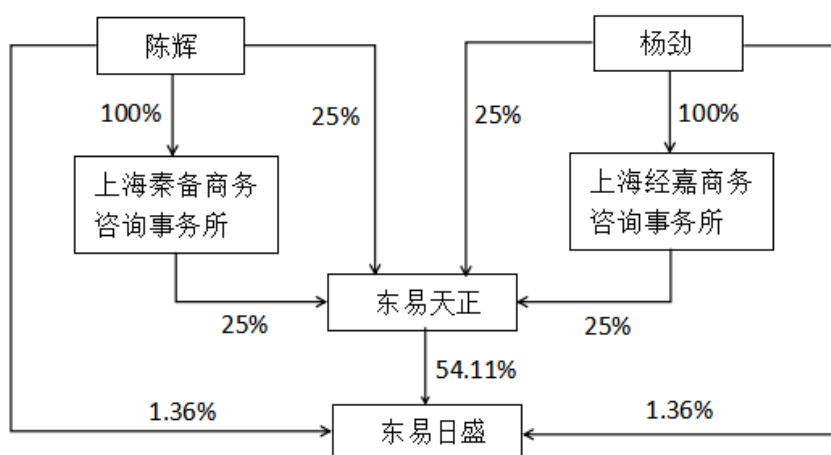 陈辉
杨劲
100%
25%
25%
100%
上海秦备商务
咨询事务所
上海经嘉商务
咨询事务所
东易天正
25%
25%
54.11%
1.36%
1.36%
东易日盛